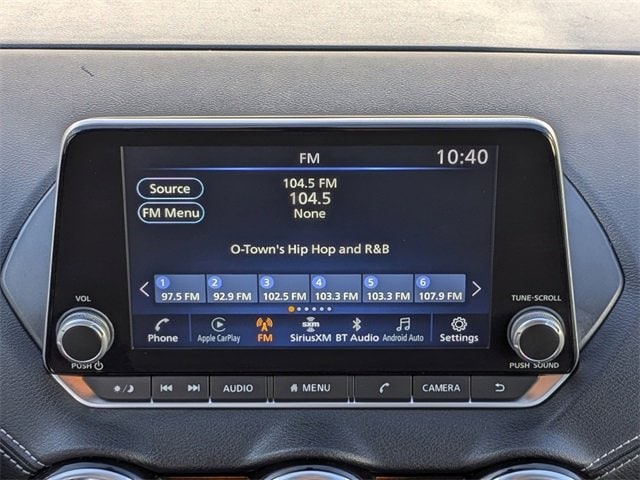 FM 10:40
Source
104.5 FM
104.5
FM Menu
None
O-Town's Hip Hop and R&B
1 2 3 4 5 6
97.5 FM 92.9 FM 102.5 FM 103.3 FM 103.3 FM 107.9 FM
VOL TUNE·SCROLL
sxm
Phone Apple CarPlay FM SiriusXM BT Audio Android Auto Settings
PUSH PUSH SOUND
AUDIO MENU CAMERA